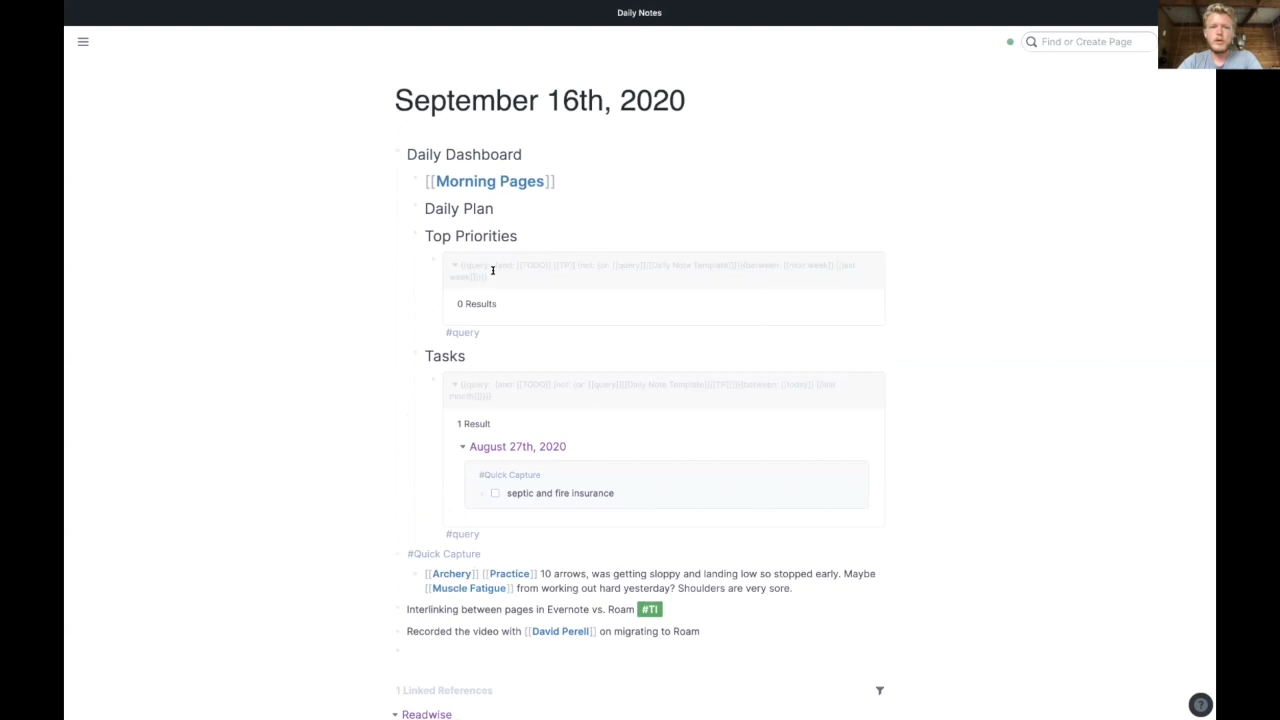 Daily Notes
Find or Create Page
September 16th, 2020
Daily Dashboard
[[Morning Pages]]
Daily Plan
Top Priorities
0 Results
#query
Tasks
1 Result
August 27th, 2020
#Quick Capture
septic and fire insurance
#query
#Quick Capture
[[Archery]] [[Practice]] 10 arrows, was getting sloppy and landing low so stopped early. Maybe
[[Muscle Fatigue]] from working out hard yesterday? Shoulders are very sore.
Interlinking between pages in Evernote vs. Roam #TI
Recorded the video with [[David Perell]] on migrating to Roam
1 Linked References
Readwise